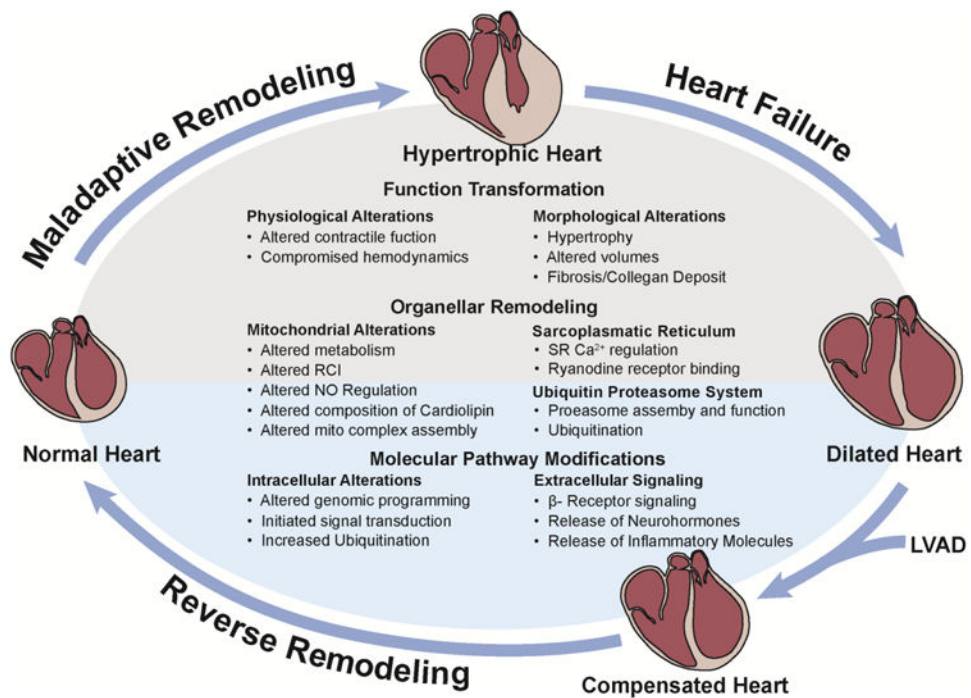 Maladaptive Remodeling
Heart Failure
Hypertrophic Heart
Function Transformation
Physiological Alterations
• Altered contractile fuction
• Compromised hemodynamics
Morphological Alterations
• Hypertrophy
• Altered volumes
• Fibrosis/Collegan Deposit
Organellar Remodeling
Mitochondrial Alterations
• Altered metabolism
• Altered RCI
• Altered NO Regulation
• Altered composition of Cardiolipin
• Altered mito complex assembly
Sarcoplasmatic Reticulum
• SR Ca²⁺ regulation
• Ryanodine receptor binding
Ubiquitin Proteasome System
• Proeasome assemby and function
• Ubiquitination
Normal Heart
Dilated Heart
Molecular Pathway Modifications
Intracellular Alterations
• Altered genomic programming
• Initiated signal transduction
• Increased Ubiquitination
Extracellular Signaling
• β- Receptor signaling
• Release of Neurohormones
• Release of Inflammatory Molecules
LVAD
Reverse Remodeling
Compensated Heart